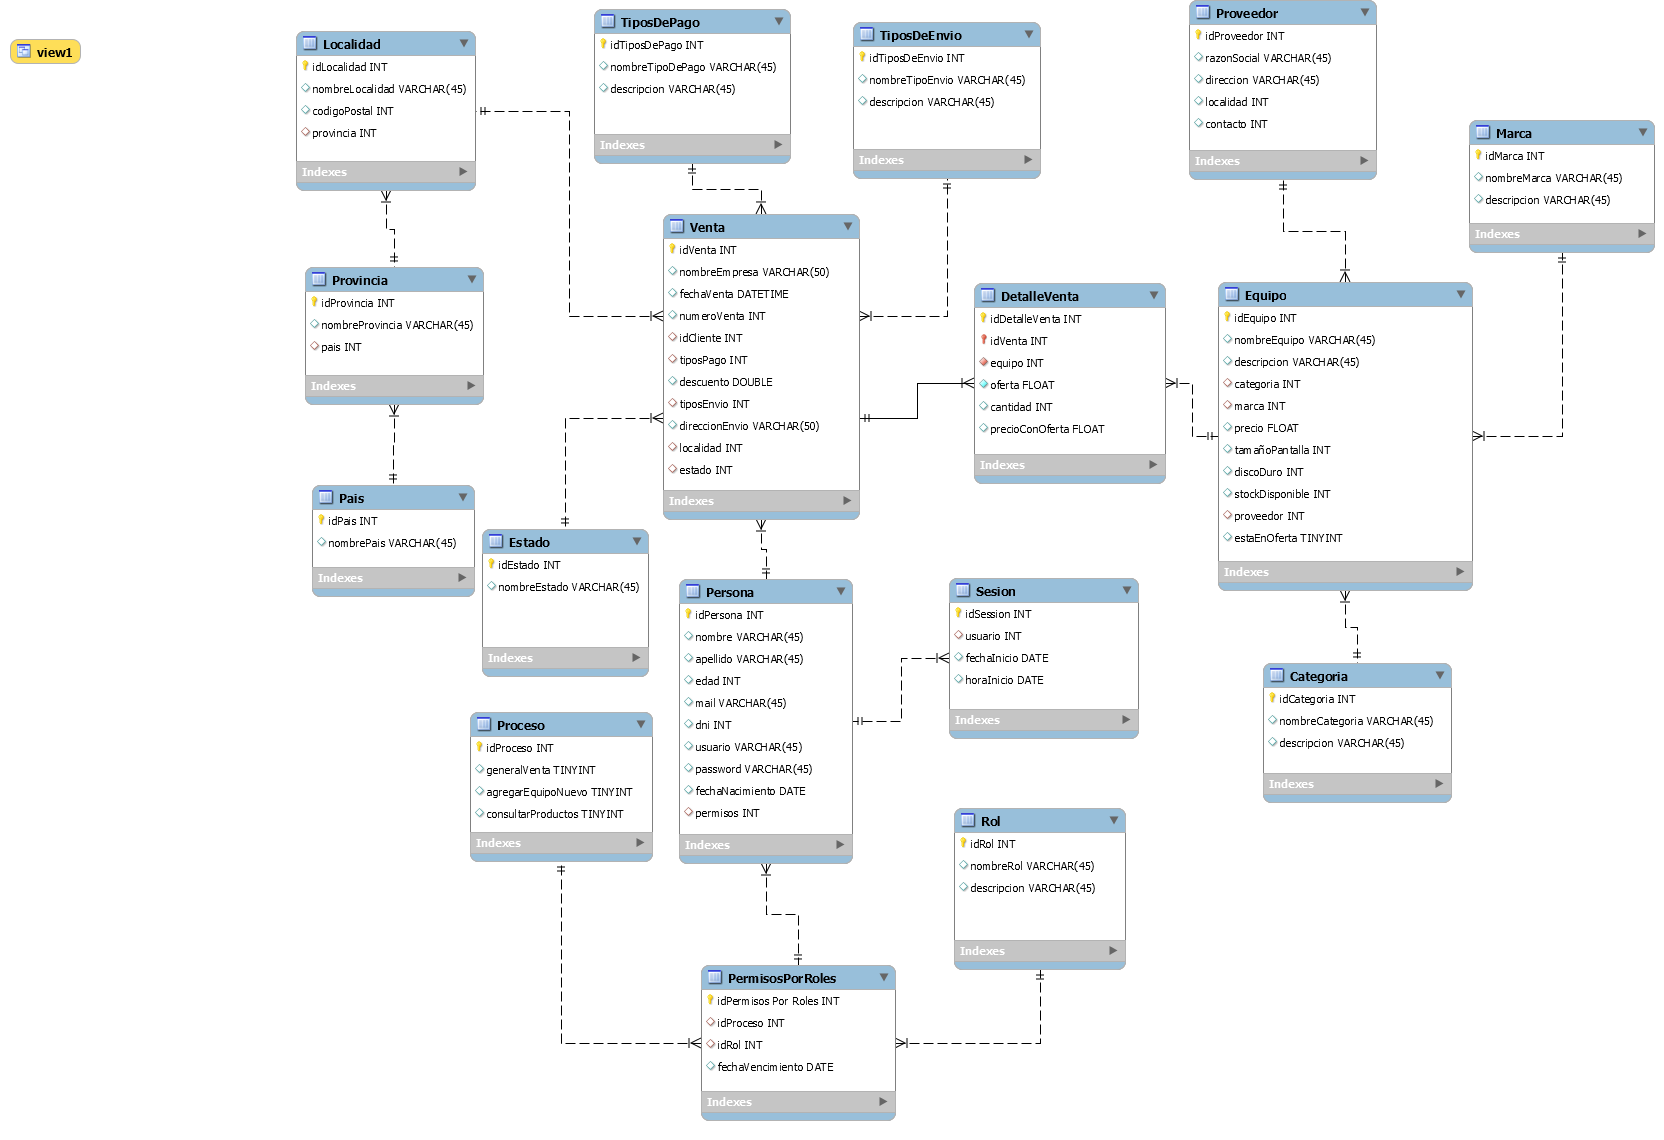 view1
Localidad
idLocalidad INT
nombreLocalidad VARCHAR(45)
codigoPostal INT
provincia INT
Indexes
TiposDePago
idTiposDePago INT
nombreTipoDePago VARCHAR(45)
descripcion VARCHAR(45)
Indexes
TiposDeEnvio
idTiposDeEnvio INT
nombreTipoEnvio VARCHAR(45)
descripcion VARCHAR(45)
Indexes
Proveedor
idProveedor INT
razonSocial VARCHAR(45)
direccion VARCHAR(45)
localidad INT
contacto INT
Indexes
Marca
idMarca INT
nombreMarca VARCHAR(45)
descripcion VARCHAR(45)
Indexes
Provincia
idProvincia INT
nombreProvincia VARCHAR(45)
pais INT
Indexes
Venta
idVenta INT
nombreEmpresa VARCHAR(50)
fechaVenta DATETIME
numeroVenta INT
idCliente INT
tiposPago INT
descuento DOUBLE
tiposEnvio INT
direccionEnvio VARCHAR(50)
localidad INT
estado INT
Indexes
DetalleVenta
idDetalleVenta INT
idVenta INT
equipo INT
oferta FLOAT
cantidad INT
precioConOferta FLOAT
Indexes
Equipo
idEquipo INT
nombreEquipo VARCHAR(45)
descripcion VARCHAR(45)
categoria INT
marca INT
precio FLOAT
tamañoPantalla INT
discoDuro INT
stockDisponible INT
proveedor INT
estaEnOferta TINYINT
Indexes
Pais
idPais INT
nombrePais VARCHAR(45)
Indexes
Estado
idEstado INT
nombreEstado VARCHAR(45)
Indexes
Persona
idPersona INT
nombre VARCHAR(45)
apellido VARCHAR(45)
edad INT
mail VARCHAR(45)
dni INT
usuario VARCHAR(45)
password VARCHAR(45)
fechaNacimiento DATE
permisos INT
Indexes
Sesion
idSession INT
usuario INT
fechaInicio DATE
horaInicio DATE
Indexes
Categoria
idCategoria INT
nombreCategoria VARCHAR(45)
descripcion VARCHAR(45)
Indexes
Proceso
idProceso INT
generalVenta TINYINT
agregarEquipoNuevo TINYINT
consultarProductos TINYINT
Indexes
Rol
idRol INT
nombreRol VARCHAR(45)
descripcion VARCHAR(45)
Indexes
PermisosPorRoles
idPermisos Por Roles INT
idProceso INT
idRol INT
fechaVencimiento DATE
Indexes